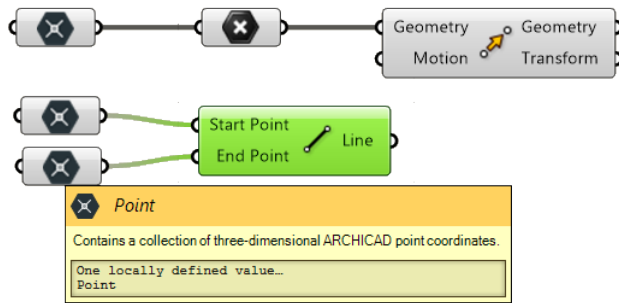 Geometry Geometry
Motion Transform
Start Point
Line
End Point
Point
Contains a collection of three-dimensional ARCHICAD point coordinates.
One locally defined value…
Point